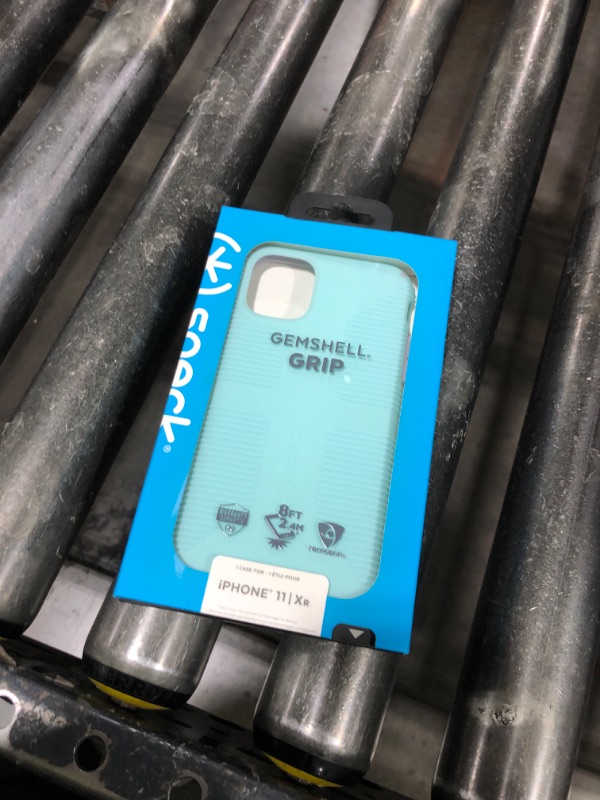 speck®
GEMSHELL®
GRIP
8FT
2.4M
1 CASE FOR - 1 ÉTUI POUR
iPHONE® 11 | XR